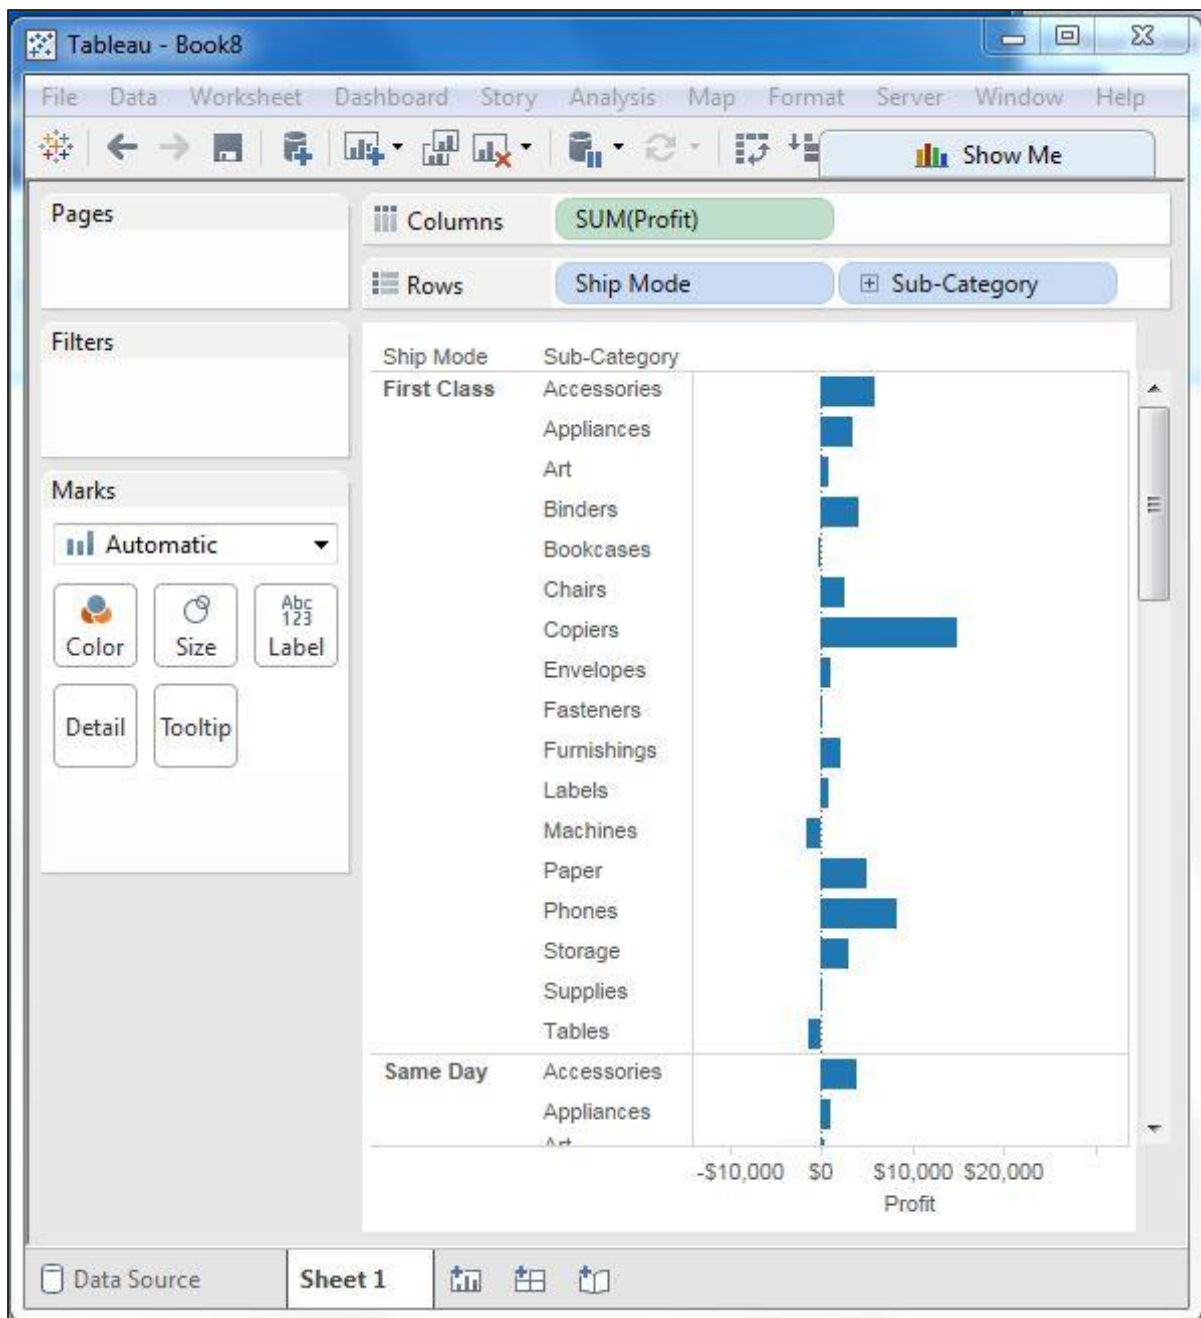 Tableau - Book8
File Data Worksheet Dashboard Story Analysis Map Format Server Window Help
Show Me
Pages
Columns SUM(Profit)
Rows Ship Mode Sub-Category
Filters
Ship Mode Sub-Category
First Class Accessories
Appliances
Art
Marks
Binders
Automatic
Bookcases
Chairs
Abc
123
Color Size Label
Copiers
Envelopes
Fasteners
Detail Tooltip
Furnishings
Labels
Machines
Paper
Phones
Storage
Supplies
Tables
Same Day Accessories
Appliances
Art
-$10,000 $0 $10,000 $20,000
Profit
Data Source Sheet 1